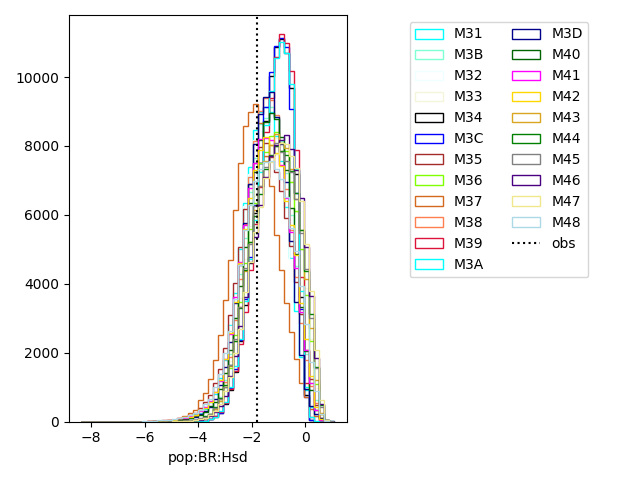 10000
8000
6000
4000
2000
0
−8 −6 −4 −2 0
pop:BR:Hsd
M31 M3D
M3B M40
M32 M41
M33 M42
M34 M43
M3C M44
M35 M45
M36 M46
M37 M47
M38 M48
M39 obs
M3A